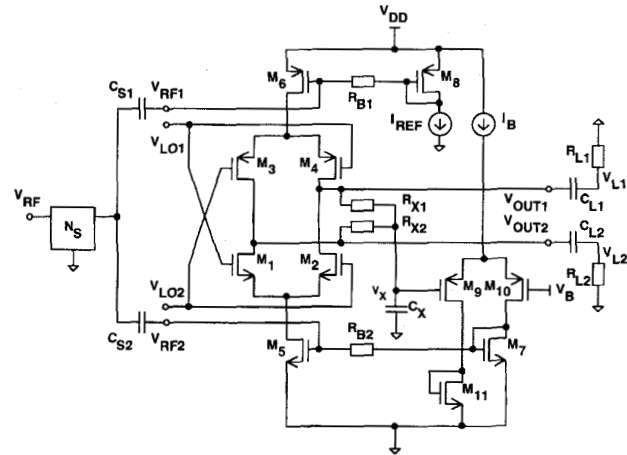 V_DD
M_6
R_B1
M_8
C_S1
V_RF1
I_REF
I_B
V_LO1
R_L1
V_L1
M_3
M_4
C_L1
V_OUT1
R_X1
V_RF
N_S
R_X2
V_OUT2
C_L2
V_L2
M_1
M_2
R_L2
V_LO2
V_X
C_X
M_9
M_10
V_B
C_S2
V_RF2
M_5
R_B2
M_7
M_11